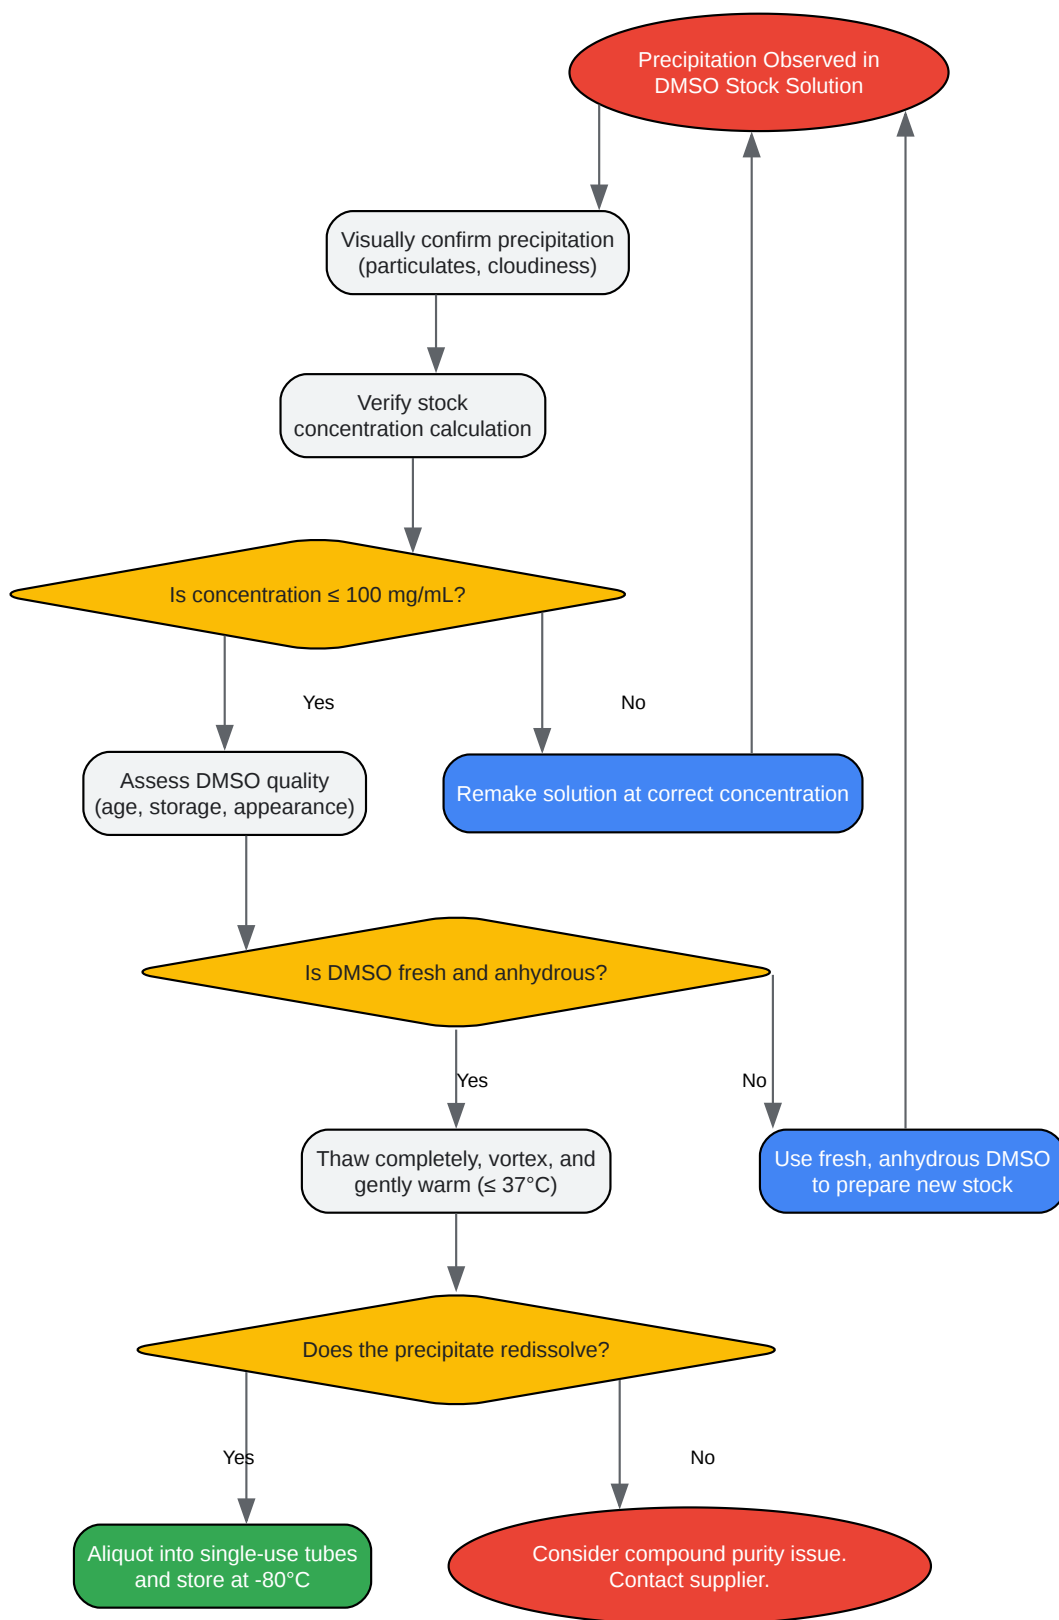 Precipitation Observed in
DMSO Stock Solution
Visually confirm precipitation
(particulates, cloudiness)
Verify stock
concentration calculation
Is concentration ≤ 100 mg/mL?
Yes
No
Assess DMSO quality
(age, storage, appearance)
Remake solution at correct concentration
Is DMSO fresh and anhydrous?
Yes
No
Thaw completely, vortex, and
gently warm (≤ 37°C)
Use fresh, anhydrous DMSO
to prepare new stock
Does the precipitate redissolve?
Yes
No
Aliquot into single-use tubes
and store at -80°C
Consider compound purity issue.
Contact supplier.